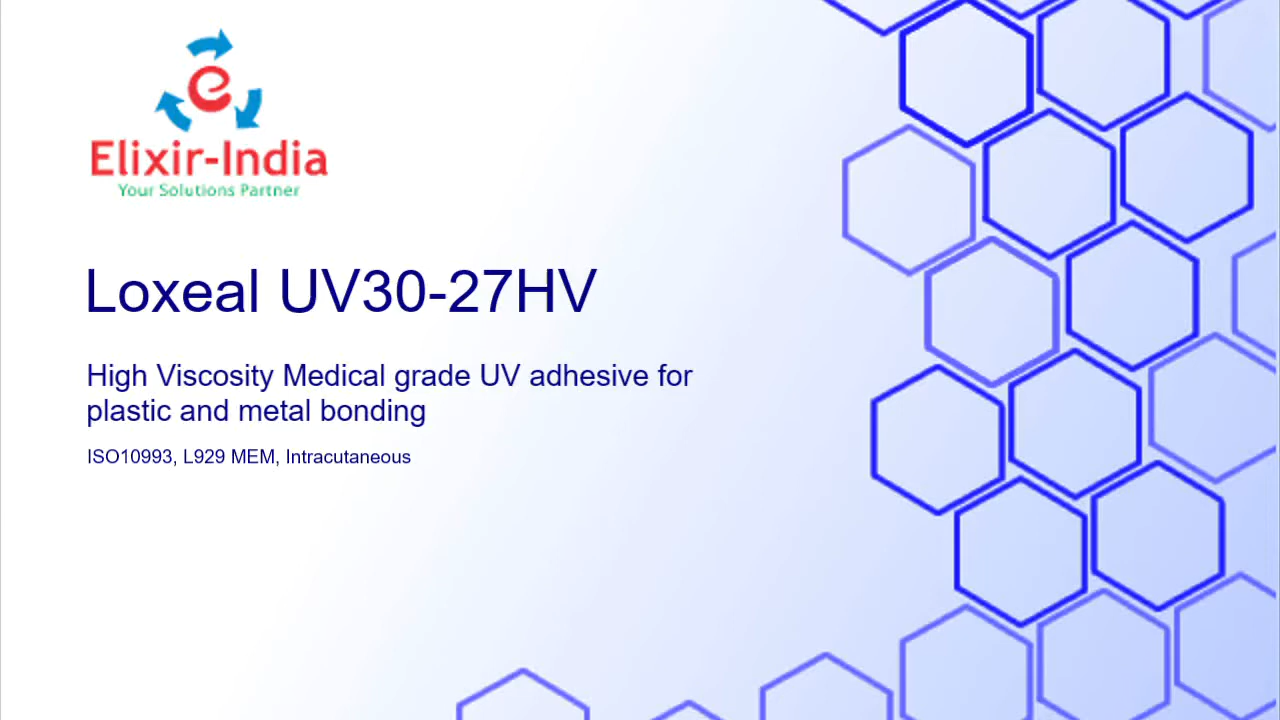 e
Elixir-India
Your Solutions Partner
Loxeal UV30-27HV
High Viscosity Medical grade UV adhesive for
plastic and metal bonding
ISO10993, L929 MEM, Intracutaneous